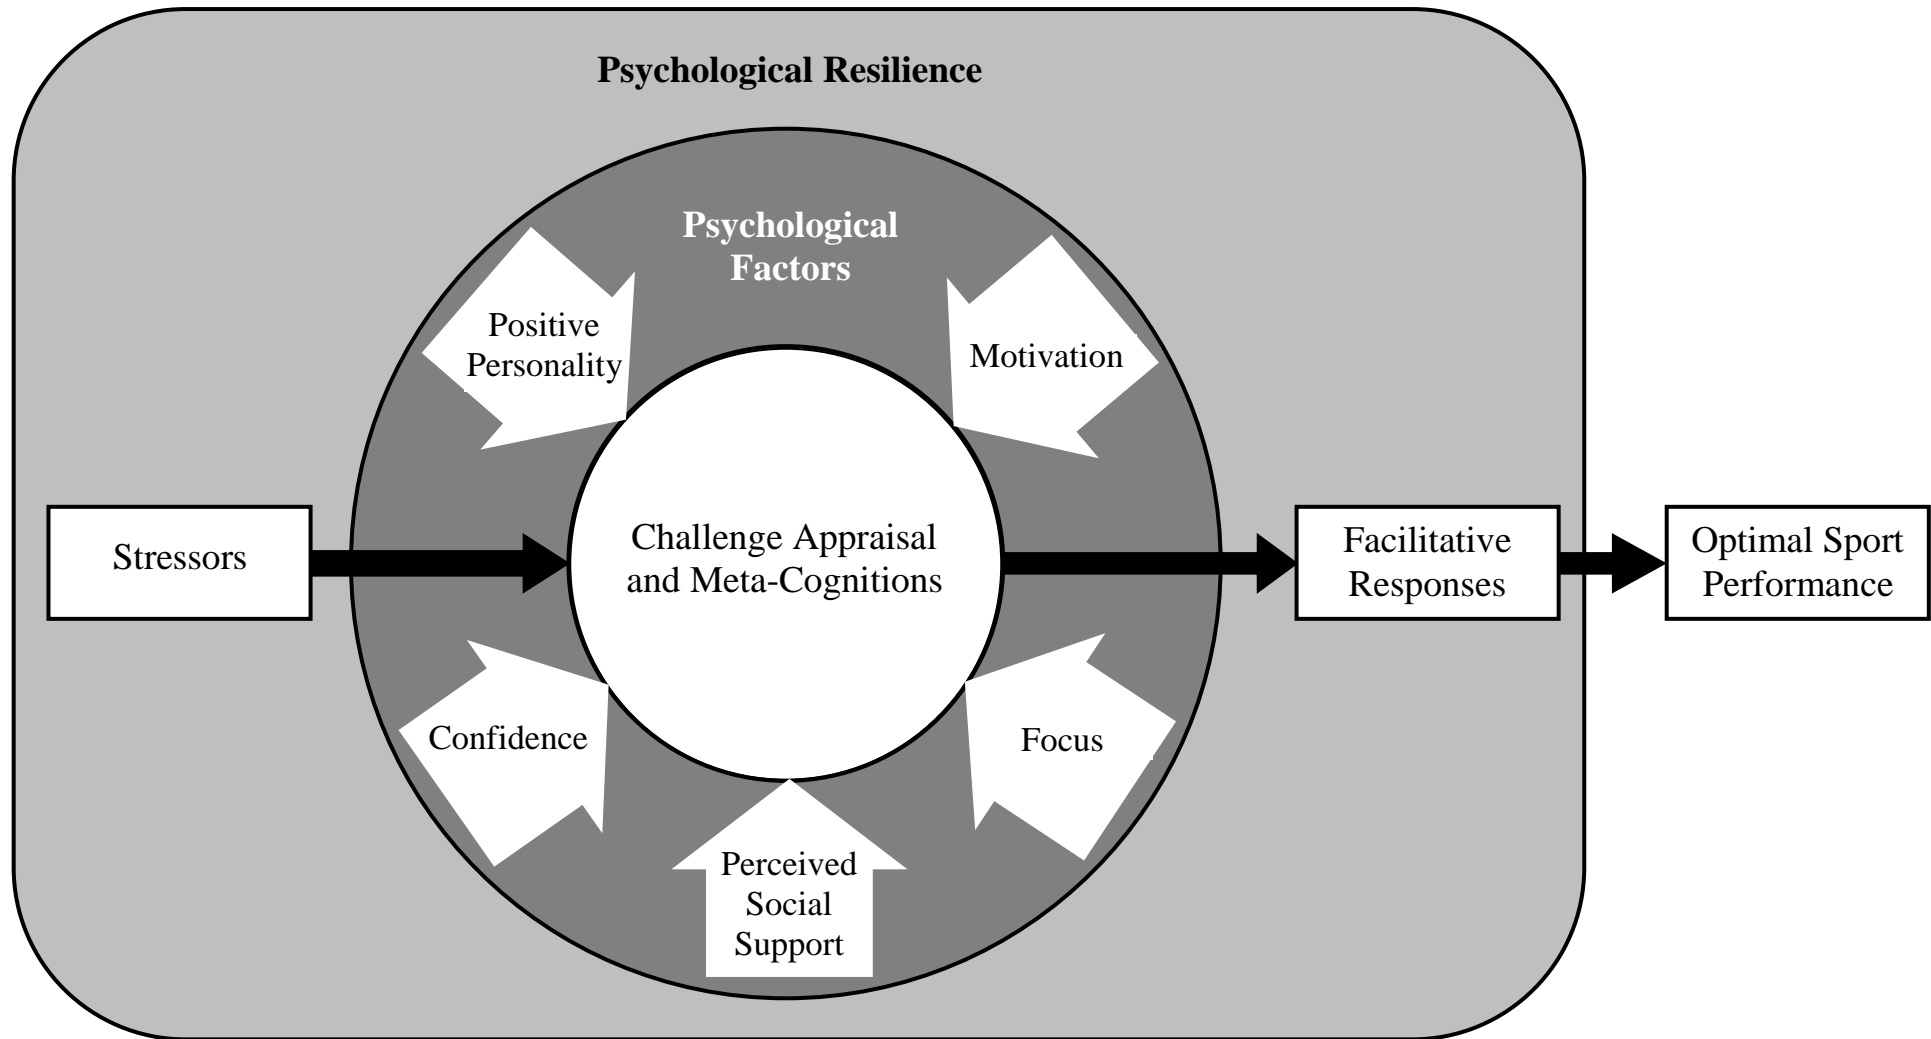 Psychological Resilience
Psychological
Factors
Positive
Personality
Motivation
Stressors
Challenge Appraisal
and Meta-Cognitions
Facilitative
Responses
Optimal Sport
Performance
Confidence
Focus
Perceived
Social
Support